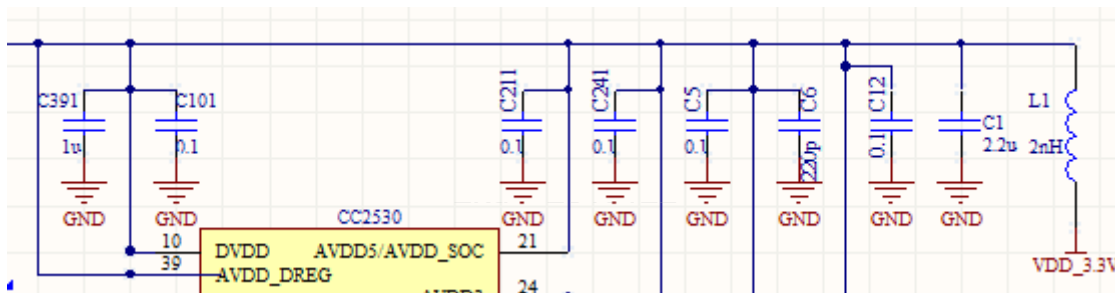 C391
C101
C211
C241
C5
C6
C12
C1
L1
1u
0.1
0.1
0.1
0.1
220p
0.1
2.2u
2nH
GND
GND
GND
GND
GND
GND
GND
GND
CC2530
VDD_3.3V
10
DVDD
AVDD5/AVDD_SOC
21
39
AVDD_DREG
24